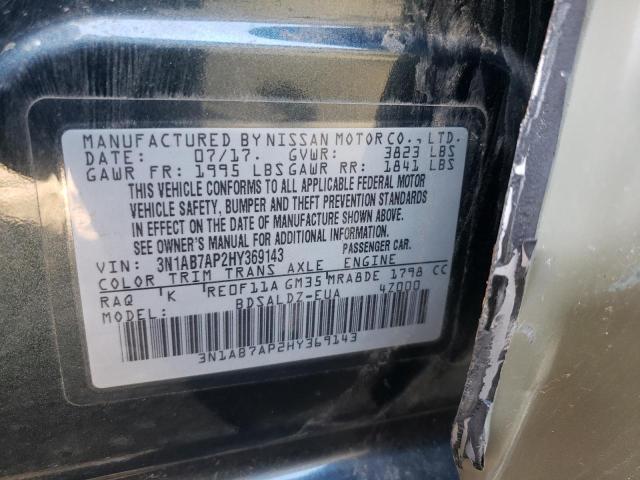 MANUFACTURED BY NISSAN MOTOR CO., LTD.
DATE: 07/17. GVWR: 3823 LBS
GAWR FR: 1995 LBS GAWR RR: 1841 LBS
THIS VEHICLE CONFORMS TO ALL APPLICABLE FEDERAL MOTOR
VEHICLE SAFETY, BUMPER AND THEFT PREVENTION STANDARDS
IN EFFECT ON THE DATE OF MANUFACTURE SHOWN ABOVE.
SEE OWNER'S MANUAL FOR ADDITIONAL INFORMATION.
VIN: 3N1AB7AP2HY369143 PASSENGER CAR.
COLOR TRIM TRANS AXLE ENGINE
RAQ K RE0F11A GM35 MRA8DE 1798 CC
MODEL: BDSALDZ-EUA 47000
3N1AB7AP2HY369143